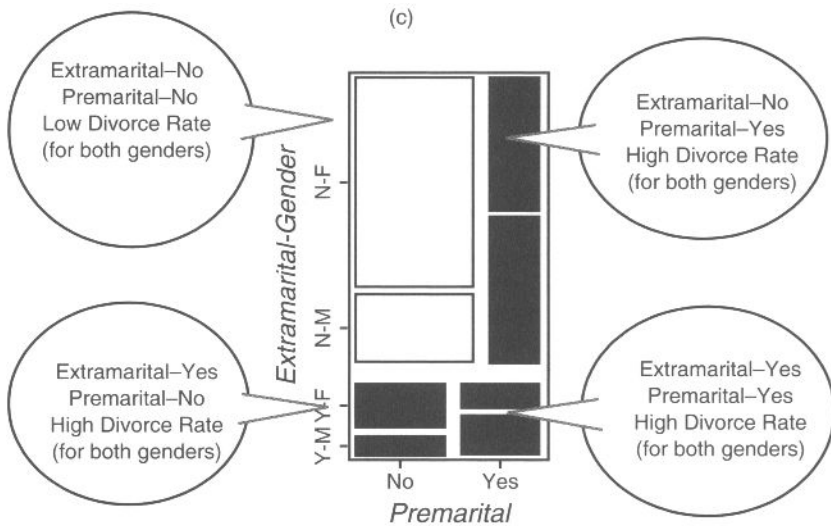 (c)
Extramarital–No
Premarital–No
Low Divorce Rate
(for both genders)
Extramarital–No
Premarital–Yes
High Divorce Rate
(for both genders)
Extramarital-Gender
N-F
N-M
Y-F
Y-M
Extramarital–Yes
Premarital–No
High Divorce Rate
(for both genders)
Extramarital–Yes
Premarital–Yes
High Divorce Rate
(for both genders)
No
Yes
Premarital